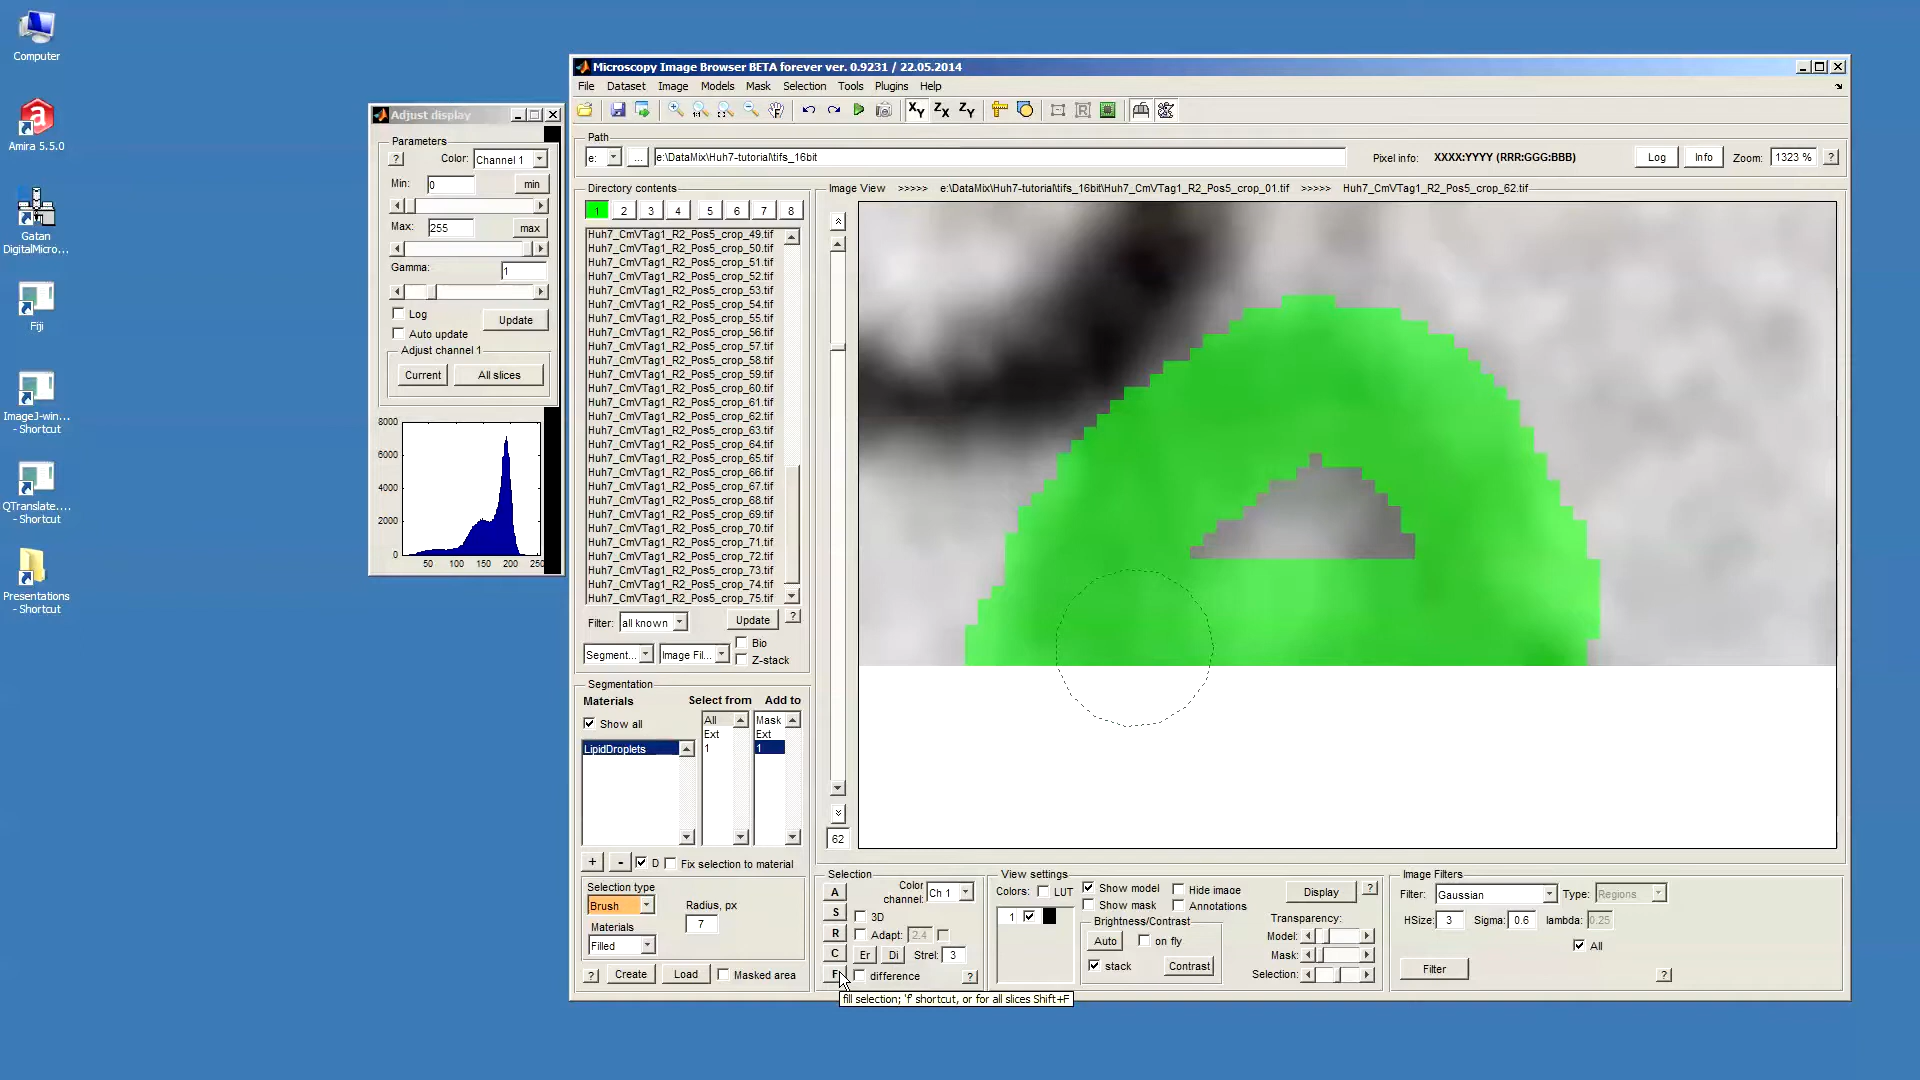 Computer
Amira 5.5.0
Gatan
DigitalMicro...
Fiji
ImageJ-win...
- Shortcut
QTranslate....
- Shortcut
Presentations
- Shortcut
Adjust display
Parameters
? Color: Channel 1
Min: 0 min
Max: 255 max
Gamma: 1
Log
Update
Auto update
Adjust channel 1
Current All slices
8000
6000
4000
2000
0
50 100 150 200 250
Microscopy Image Browser BETA forever ver. 0.9231 / 22.05.2014
File Dataset Image Models Mask Selection Tools Plugins Help
XY ZX ZY
Path
e: ... e:\DataMix\Huh7-tutorial\tifs_16bit Pixel info: XXXX:YYYY (RRR:GGG:BBB) Log Info Zoom: 1323 % ?
Directory contents
1 2 3 4 5 6 7 8
Huh7_CmVTag1_R2_Pos5_crop_49.tif
Huh7_CmVTag1_R2_Pos5_crop_50.tif
Huh7_CmVTag1_R2_Pos5_crop_51.tif
Huh7_CmVTag1_R2_Pos5_crop_52.tif
Huh7_CmVTag1_R2_Pos5_crop_53.tif
Huh7_CmVTag1_R2_Pos5_crop_54.tif
Huh7_CmVTag1_R2_Pos5_crop_55.tif
Huh7_CmVTag1_R2_Pos5_crop_56.tif
Huh7_CmVTag1_R2_Pos5_crop_57.tif
Huh7_CmVTag1_R2_Pos5_crop_58.tif
Huh7_CmVTag1_R2_Pos5_crop_59.tif
Huh7_CmVTag1_R2_Pos5_crop_60.tif
Huh7_CmVTag1_R2_Pos5_crop_61.tif
Huh7_CmVTag1_R2_Pos5_crop_62.tif
Huh7_CmVTag1_R2_Pos5_crop_63.tif
Huh7_CmVTag1_R2_Pos5_crop_64.tif
Huh7_CmVTag1_R2_Pos5_crop_65.tif
Huh7_CmVTag1_R2_Pos5_crop_66.tif
Huh7_CmVTag1_R2_Pos5_crop_67.tif
Huh7_CmVTag1_R2_Pos5_crop_68.tif
Huh7_CmVTag1_R2_Pos5_crop_69.tif
Huh7_CmVTag1_R2_Pos5_crop_70.tif
Huh7_CmVTag1_R2_Pos5_crop_71.tif
Huh7_CmVTag1_R2_Pos5_crop_72.tif
Huh7_CmVTag1_R2_Pos5_crop_73.tif
Huh7_CmVTag1_R2_Pos5_crop_74.tif
Huh7_CmVTag1_R2_Pos5_crop_75.tif
Filter: all known Update ?
Bio
Segment... Image Fil... Z-stack
Image View >>>>> e:\DataMix\Huh7-tutorial\tifs_16bit\Huh7_CmVTag1_R2_Pos5_crop_01.tif >>>>> Huh7_CmVTag1_R2_Pos5_crop_62.tif
62
Segmentation
Materials Select from Add to
Show all
LipidDroplets
All
Ext
1
Mask
Ext
1
+ - D Fix selection to material
Selection type
Brush
Radius, px
7
Materials
Filled
? Create Load Masked area
Selection
A
S
R
C
F
Color
channel: Ch 1
3D
Adapt: 2.4
Er Di Strel: 3
difference ?
fill selection; 'f' shortcut, or for all slices Shift+F
View settings
Colors: LUT Show model Hide image Display ?
Show mask Annotations
1
Brightness/Contrast
Auto on fly
stack Contrast
Transparency:
Model:
Mask:
Selection:
Image Filters
Filter: Gaussian Type: Regions
HSize: 3 Sigma: 0.6 lambda: 0.25
All
Filter ?